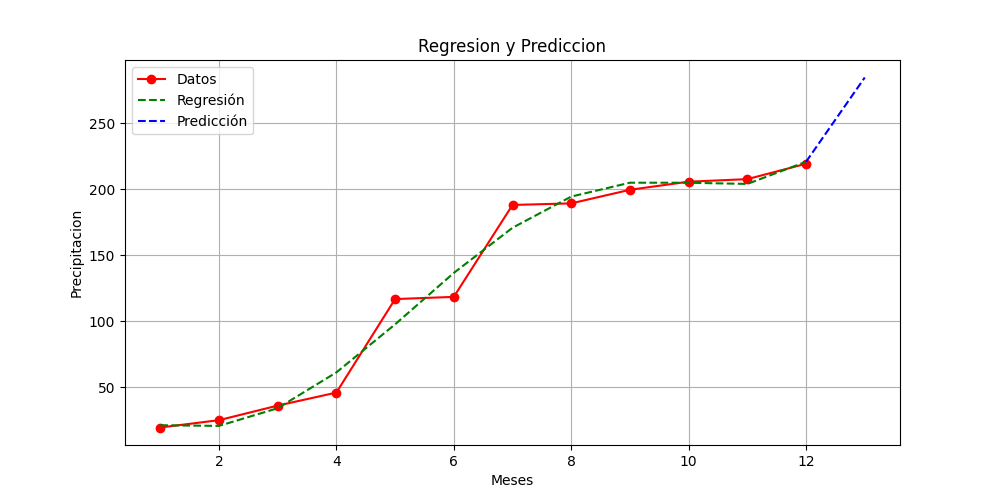 Regresion y Prediccion
Datos
Regresión
Predicción
250
200
150
100
50
Precipitacion
2 4 6 8 10 12
Meses